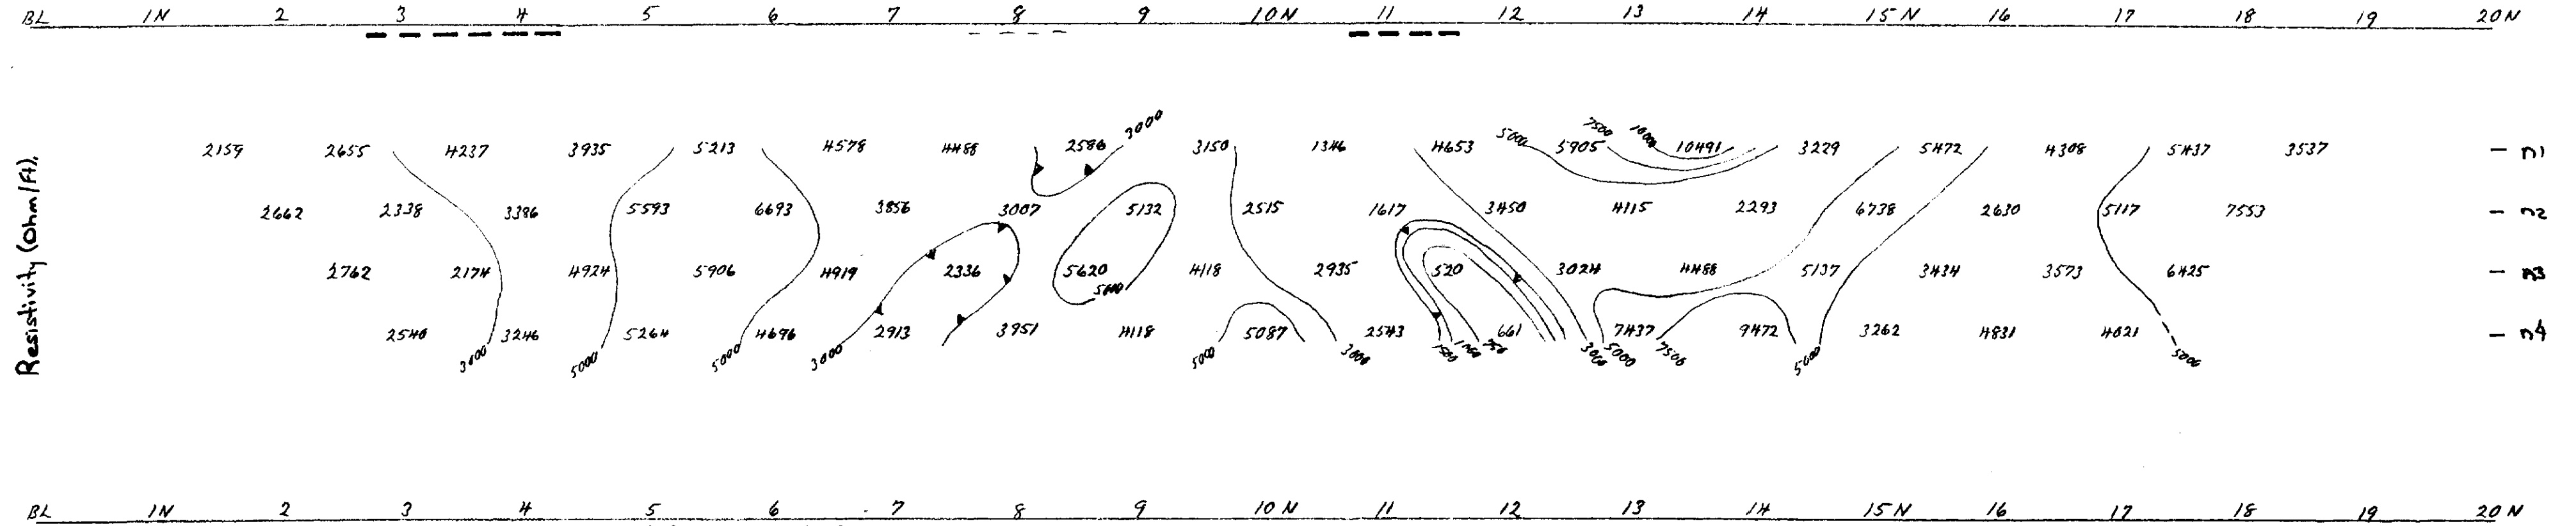 BL 1N 2 3 4 5 6 7 8 9 10N 11 12 13 14 15N 16 17 18 19 20N
3000 5000 7500 10000
2159 2655 4237 3935 5213 4578 4488 2586 3150 1346 4653 5905 10491 3229 5472 4308 5437 3537 - n1
2662 2338 3386 5593 6693 3856 3007 5132 2515 1617 3450 4115 2293 6738 2630 5117 7553 - n2
Resistivity (Ohm/Ft).
2762 2174 4924 5906 4919 2336 5620 4118 2935 520 3024 4488 5137 3434 3573 6425 - n3
5000
2540 3246 5264 4696 2913 3951 4118 5087 2543 661 7437 9472 3262 4831 4021 - n4
3000 5000 5000 3000 5000 3000 1500 1000 750 3000 5000 7500 5000 5000
BL 1N 2 3 4 5 6 7 8 9 10N 11 12 13 14 15N 16 17 18 19 20N